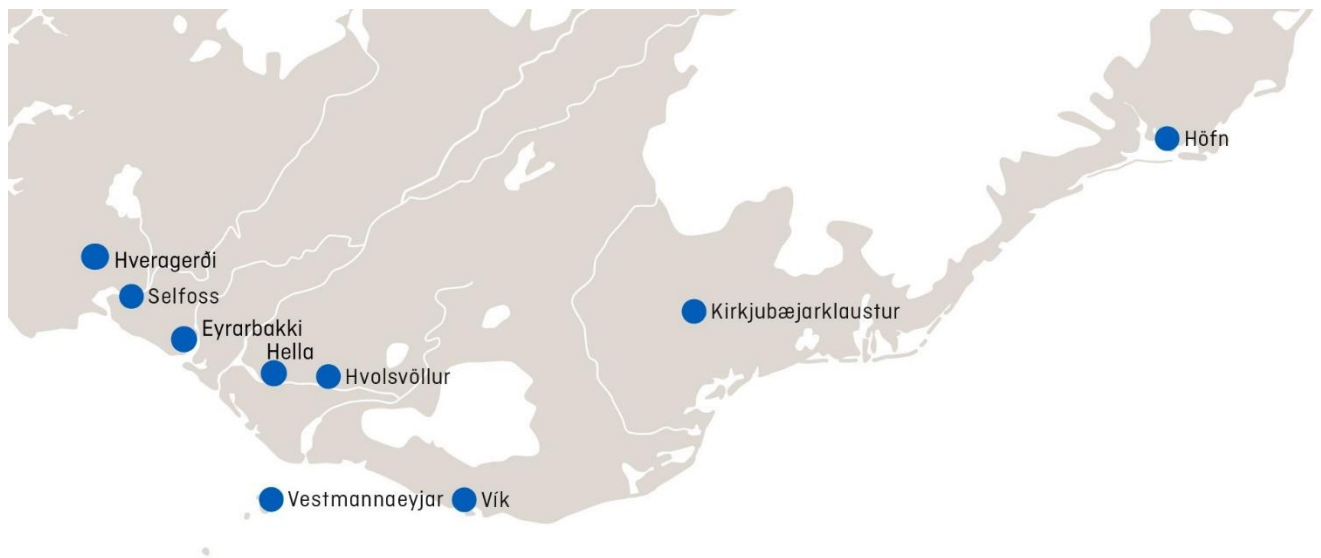 Höfn
Hveragerði
Selfoss
Kirkjubæjarklaustur
Eyrarbakki
Hella
Hvolsvöllur
Vestmannaeyjar
Vík